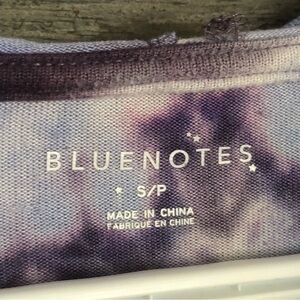 BLUENOTES
S/P
MADE IN CHINA
FABRIQUÉ EN CHINE